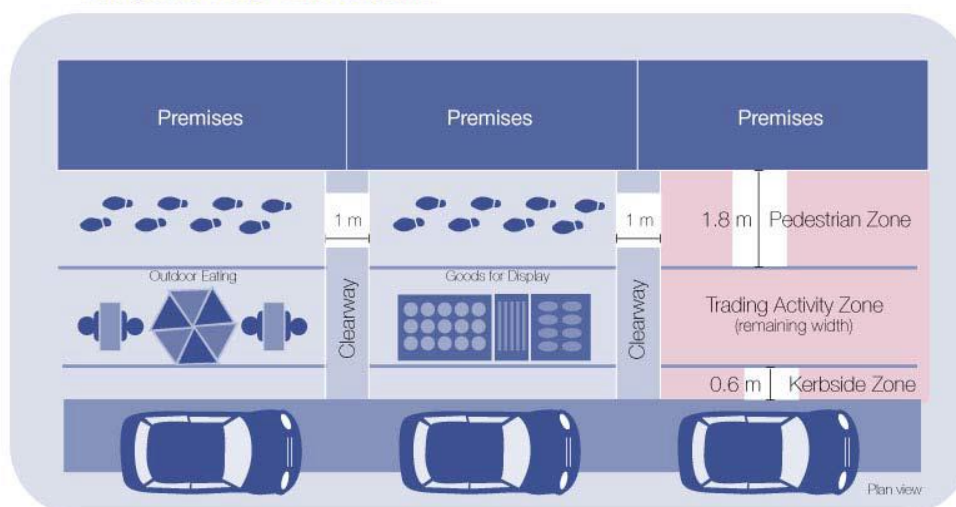 Premises
Premises
Premises
1 m
1 m
1.8 m
Pedestrian Zone
Outdoor Eating
Goods for Display
Clearway
Clearway
Trading Activity Zone
(remaining width)
0.6 m
Kerbside Zone
Plan view